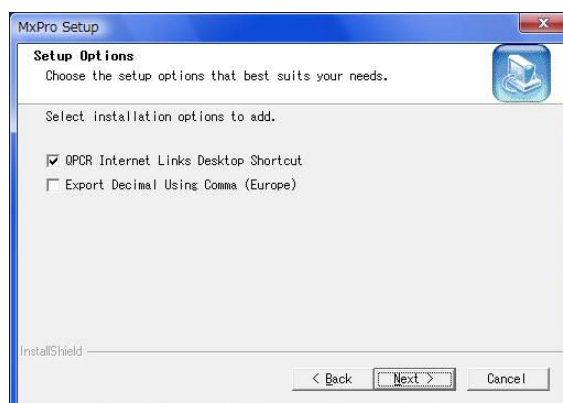 MxPro Setup
Setup Options
Choose the setup options that best suits your needs.
Select installation options to add.
QPCR Internet Links Desktop Shortcut
Export Decimal Using Comma (Europe)
InstallShield
< Back Next > Cancel